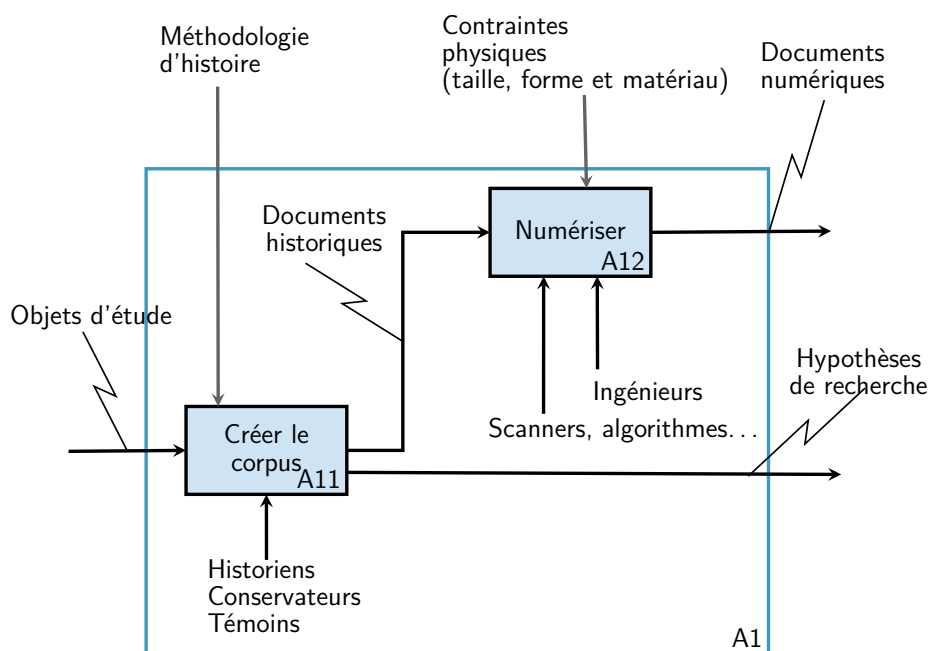 Méthodologie
d'histoire
Contraintes
physiques
(taille, forme et matériau)
Documents
numériques
Documents
historiques
Numériser
A12
Objets d'étude
Ingénieurs
Scanners, algorithmes...
Hypothèses
de recherche
Créer le
corpus
A11
Historiens
Conservateurs
Témoins
A1